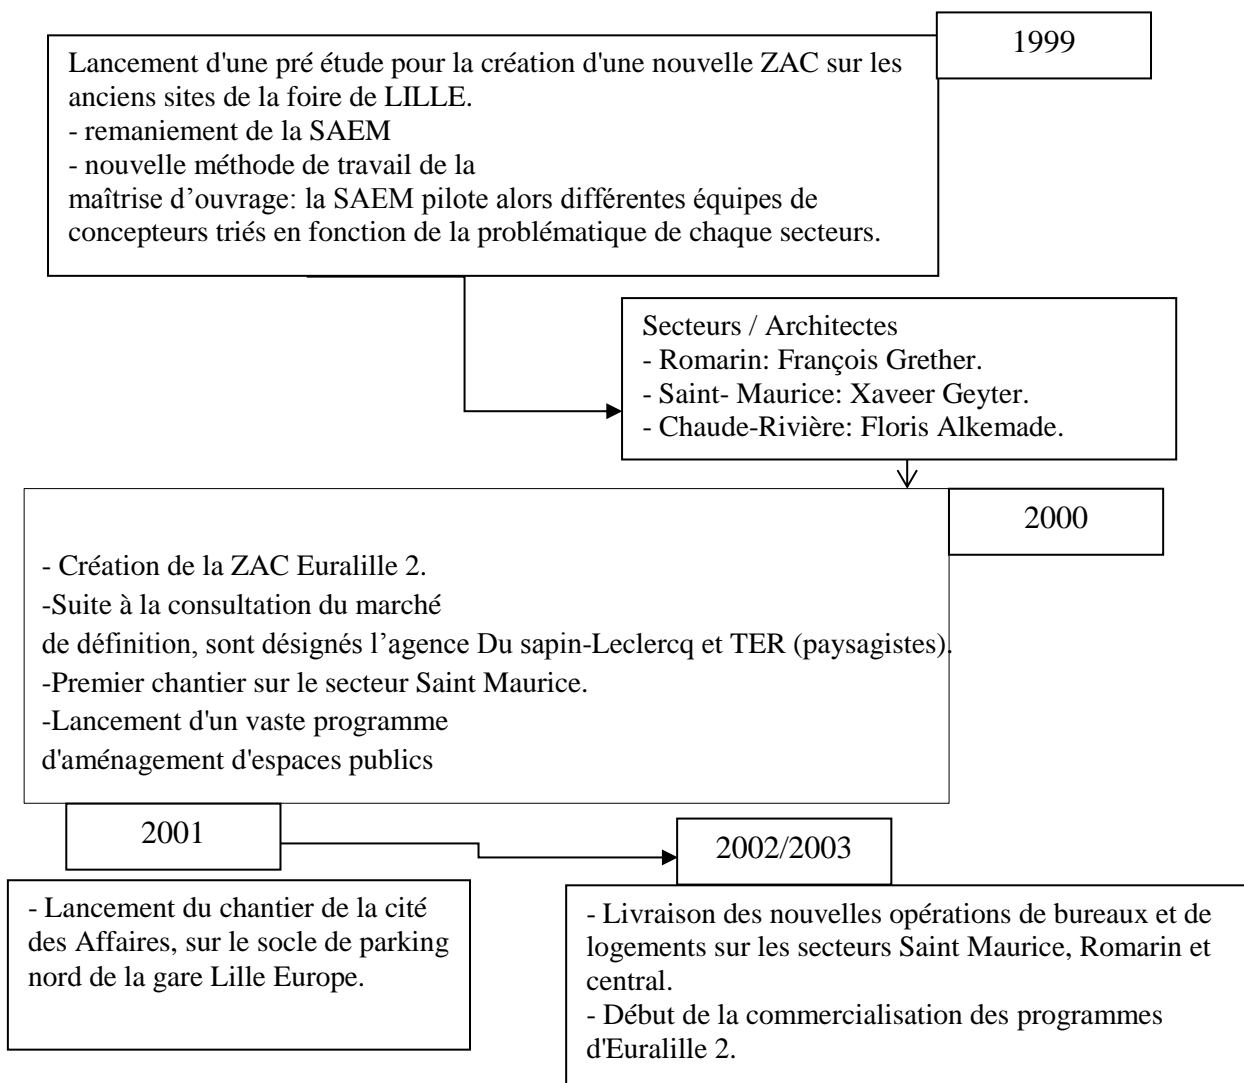 1999
Lancement d'une pré étude pour la création d'une nouvelle ZAC sur les
anciens sites de la foire de LILLE.
- remaniement de la SAEM
- nouvelle méthode de travail de la
maîtrise d’ouvrage: la SAEM pilote alors différentes équipes de
concepteurs triés en fonction de la problématique de chaque secteurs.
Secteurs / Architectes
- Romarin: François Grether.
- Saint- Maurice: Xaveer Geyter.
- Chaude-Rivière: Floris Alkemade.
2000
- Création de la ZAC Euralille 2.
-Suite à la consultation du marché
de définition, sont désignés l’agence Du sapin-Leclercq et TER (paysagistes).
-Premier chantier sur le secteur Saint Maurice.
-Lancement d'un vaste programme
d'aménagement d'espaces publics
2001
- Lancement du chantier de la cité
des Affaires, sur le socle de parking
nord de la gare Lille Europe.
2002/2003
- Livraison des nouvelles opérations de bureaux et de
logements sur les secteurs Saint Maurice, Romarin et
central.
- Début de la commercialisation des programmes
d'Euralille 2.